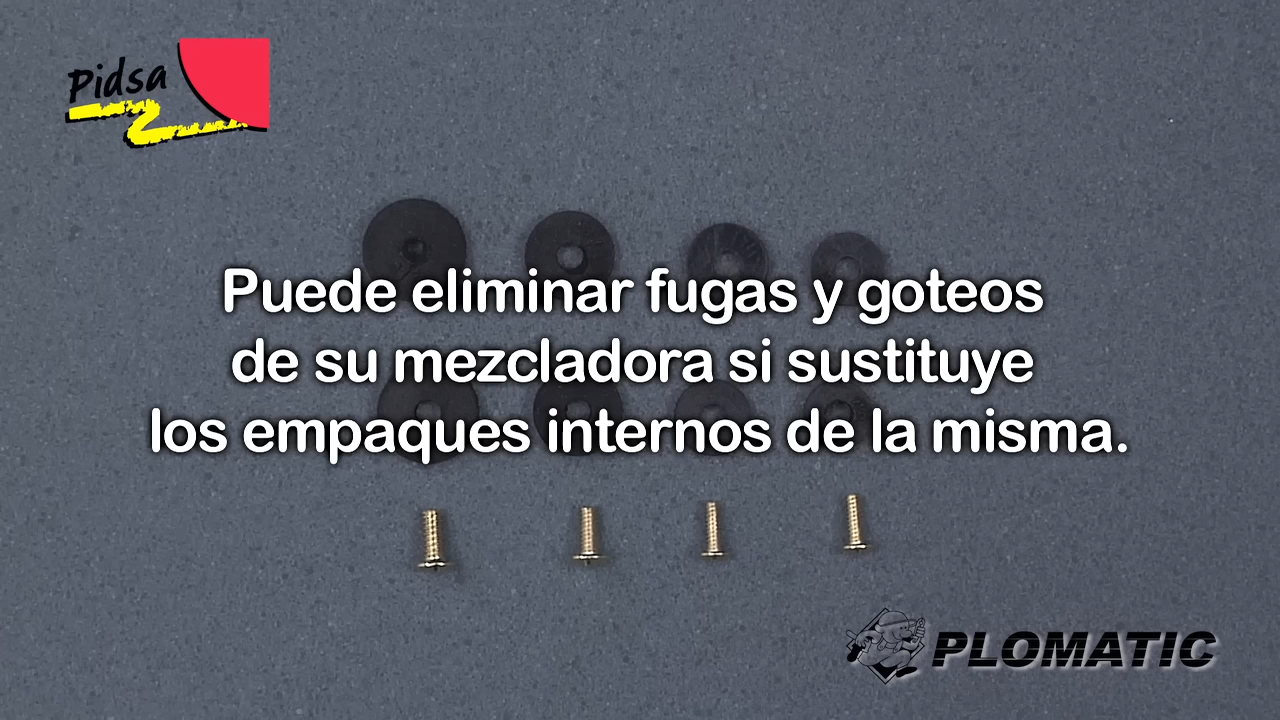 Pidsa
Puede eliminar fugas y goteos
de su mezcladora si sustituye
los empaques internos de la misma.
PLOMATIC